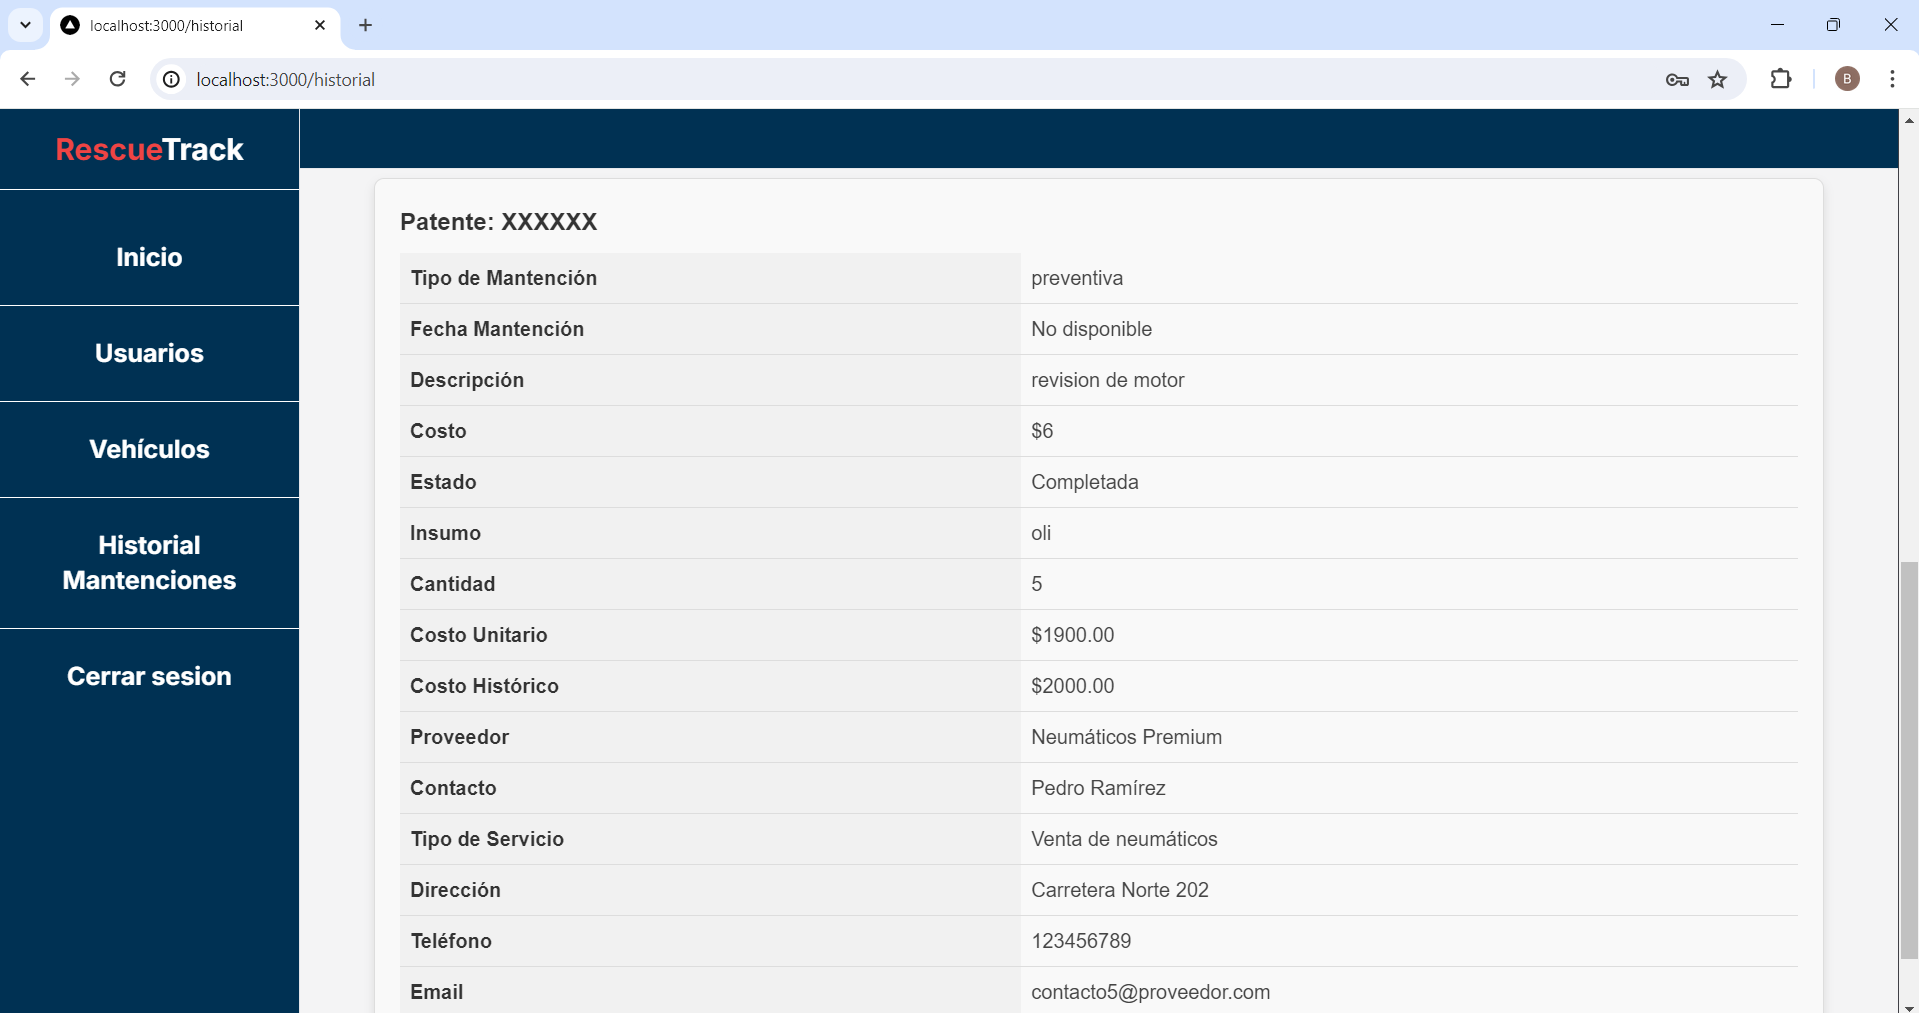 localhost:3000/historial
localhost:3000/historial
B
RescueTrack
Inicio
Usuarios
Vehículos
Historial
Mantenciones
Cerrar sesion
Patente: XXXXXX
Tipo de Mantención preventiva
Fecha Mantención No disponible
Descripción revision de motor
Costo $6
Estado Completada
Insumo oli
Cantidad 5
Costo Unitario $1900.00
Costo Histórico $2000.00
Proveedor Neumáticos Premium
Contacto Pedro Ramírez
Tipo de Servicio Venta de neumáticos
Dirección Carretera Norte 202
Teléfono 123456789
Email contacto5@proveedor.com